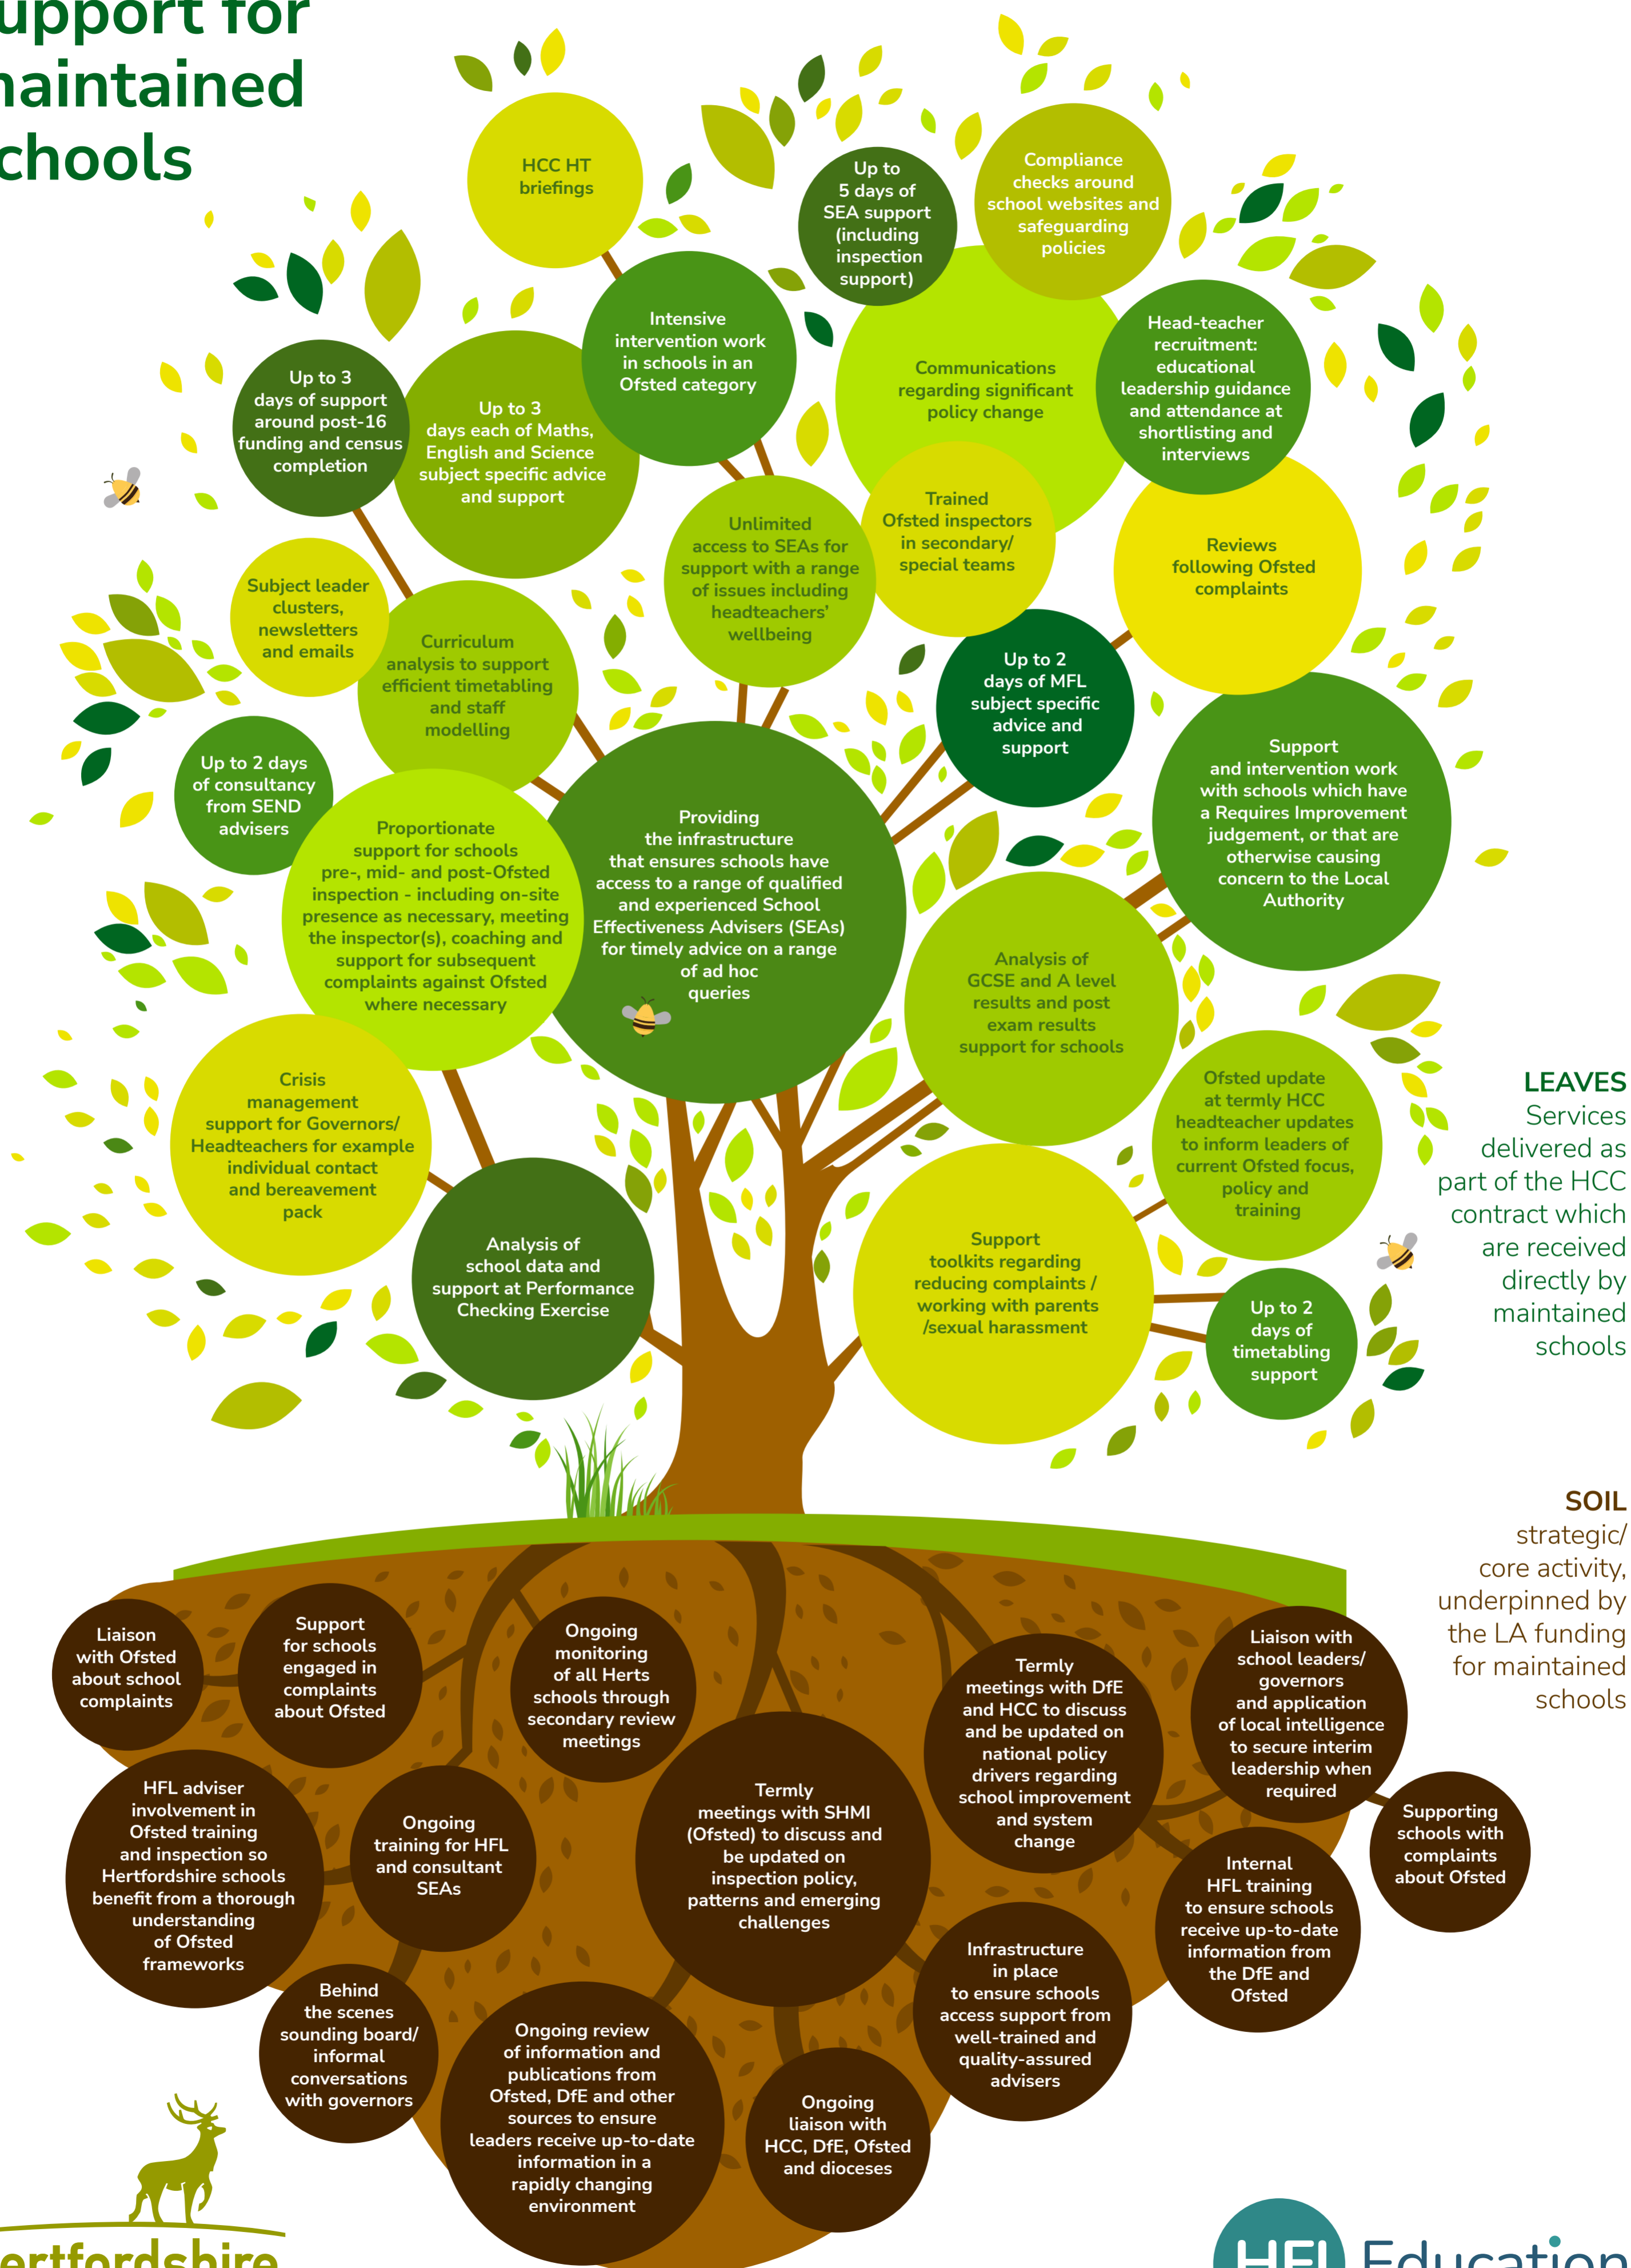 upport for
naintained
chools
HCC HT
briefings
Up to
5 days of
SEA support
(including
inspection
support)
Compliance
checks around
school websites and
safeguarding
policies
Intensive
intervention work
in schools in an
Ofsted category
Communications
regarding significant
policy change
Head-teacher
recruitment:
educational
leadership guidance
and attendance at
shortlisting and
interviews
Up to 3
days of support
around post-16
funding and census
completion
Up to 3
days each of Maths,
English and Science
subject specific advice
and support
Unlimited
access to SEAs for
support with a range
of issues including
headteachers'
wellbeing
Trained
Ofsted inspectors
in secondary/
special teams
Reviews
following Ofsted
complaints
Subject leader
clusters,
newsletters
and emails
Curriculum
analysis to support
efficient timetabling
and staff
modelling
Up to 2
days of MFL
subject specific
advice and
support
Support
and intervention work
with schools which have
a Requires Improvement
judgement, or that are
otherwise causing
concern to the Local
Authority
Up to 2 days
of consultancy
from SEND
advisers
Proportionate
support for schools
pre-, mid- and post-Ofsted
inspection - including on-site
presence as necessary, meeting
the inspector(s), coaching and
support for subsequent
complaints against Ofsted
where necessary
Providing
the infrastructure
that ensures schools have
access to a range of qualified
and experienced School
Effectiveness Advisers (SEAs)
for timely advice on a range
of ad hoc
queries
Analysis of
GCSE and A level
results and post
exam results
support for schools
Crisis
management
support for Governors/
Headteachers for example
individual contact
and bereavement
pack
Ofsted update
at termly HCC
headteacher updates
to inform leaders of
current Ofsted focus,
policy and
training
LEAVES
Services
delivered as
part of the HCC
contract which
are received
directly by
maintained
schools
Analysis of
school data and
support at Performance
Checking Exercise
Support
toolkits regarding
reducing complaints /
working with parents
/sexual harassment
Up to 2
days of
timetabling
support
SOIL
strategic/
core activity,
underpinned by
the LA funding
for maintained
schools
Liaison
with Ofsted
about school
complaints
Support
for schools
engaged in
complaints
about Ofsted
Ongoing
monitoring
of all Herts
schools through
secondary review
meetings
Termly
meetings with DfE
and HCC to discuss
and be updated on
national policy
drivers regarding
school improvement
and system
change
Liaison with
school leaders/
governors
and application
of local intelligence
to secure interim
leadership when
required
HFL adviser
involvement in
Ofsted training
and inspection so
Hertfordshire schools
benefit from a thorough
understanding
of Ofsted
frameworks
Ongoing
training for HFL
and consultant
SEAs
Termly
meetings with SHMI
(Ofsted) to discuss and
be updated on
inspection policy,
patterns and emerging
challenges
Supporting
schools with
complaints
about Ofsted
Internal
HFL training
to ensure schools
receive up-to-date
information from
the DfE and
Ofsted
Infrastructure
in place
to ensure schools
access support from
well-trained and
quality-assured
advisers
Behind
the scenes
sounding board/
informal
conversations
with governors
Ongoing review
of information and
publications from
Ofsted, DfE and other
sources to ensure
leaders receive up-to-date
information in a
rapidly changing
environment
Ongoing
liaison with
HCC, DfE, Ofsted
and dioceses
ertfordshire
HFL Education